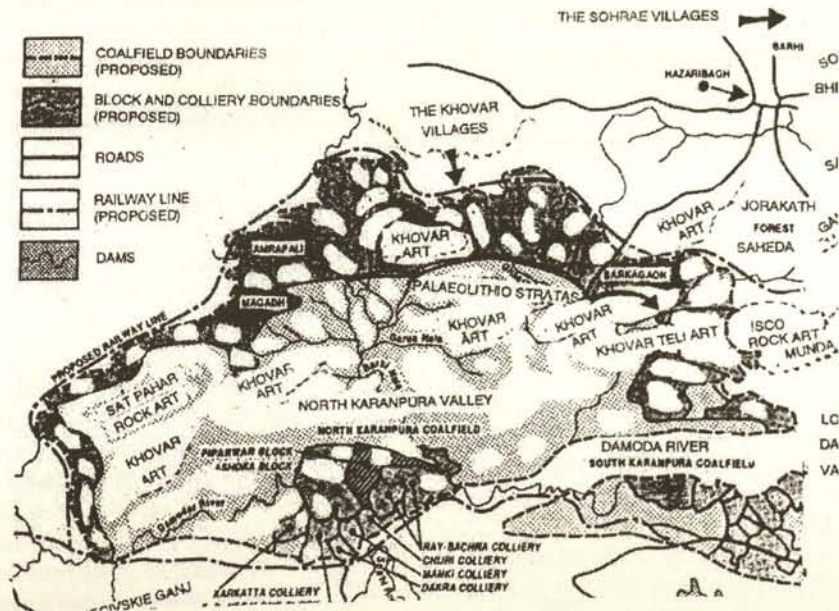 THE SOHRAE VILLAGES
COALFIELD BOUNDARIES
(PROPOSED)
BLOCK AND COLLIERY BOUNDARIES
(PROPOSED)
ROADS
RAILWAY LINE
(PROPOSED)
DAMS
BARHI
HAZARIBAGH
THE KHOVAR
VILLAGES
KHOVAR
ART
JORAKATH
FOREST
SAHEDA
AMRAPALI
KHOVAR
ART
BARKAGAON
MAGADH
PALAEOLITHIO STRATAS
PROPOSED RAILWAY LINE
KHOVAR
ART
KHOVAR
ART
KHOVAR TELI ART
ISCO
ROCK ART
MUNDA
SAT PAHAR
ROCK ART
KHOVAR
ART
NORTH KARANPURA VALLEY
NORTH KARANPURA COALFIELD
KHOVAR
ART
PIPARWAR BLOCK
ASHOKA BLOCK
DAMODA RIVER
SOUTH KARANPURA COALFIELD
Damodar River
RAY-BACHRA COLLIERY
CHURI COLLIERY
MANKI COLLIERY
DAKRA COLLIERY
KARKATTA COLLIERY